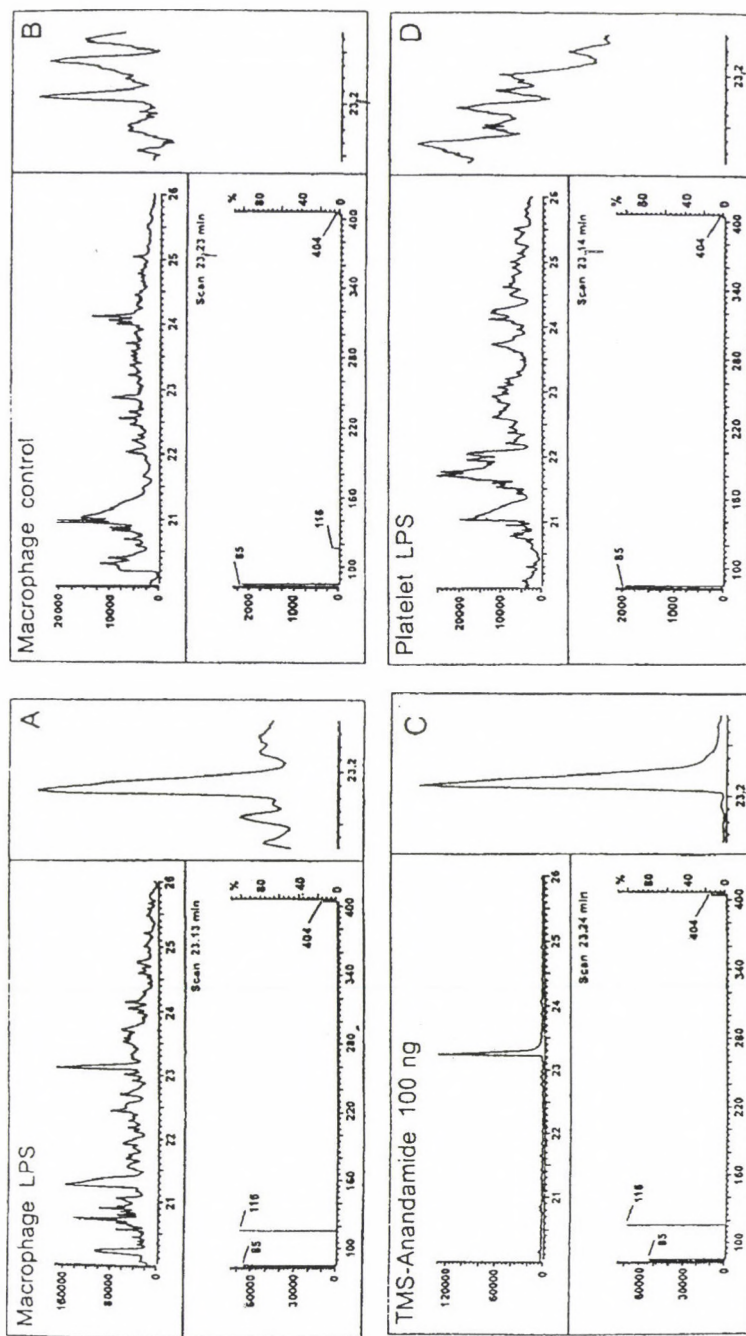 Macrophage LPS
A
160000
80000
0
21 22 23 24 25 26
23,2
Scan 23.13 min
60000
30000
0
85
116
404
%
80
40
0
100 160 220 280 340 400
Macrophage control
B
20000
10000
0
21 22 23 24 25 26
23,2
Scan 23,23 min
2000
1000
0
85
116
404
%
80
40
0
100 160 220 280 340 400
TMS-Anandamide 100 ng
C
120000
60000
0
21 22 23 24 25 26
23,2
Scan 23.24 min
60000
30000
0
85
116
404
%
80
40
0
100 160 220 280 340 400
Platelet LPS
D
20000
10000
0
21 22 23 24 25 26
23,2
Scan 23,14 min
2000
1000
0
85
404
%
80
40
0
100 160 220 280 340 400